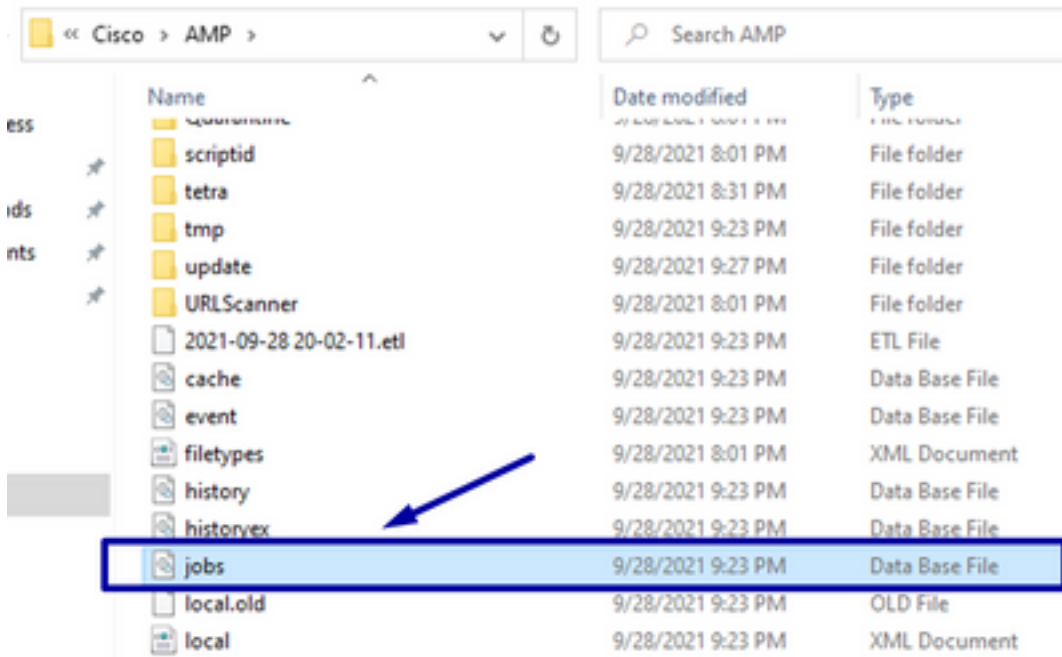 « Cisco > AMP >
Search AMP
Name Date modified Type
ess
scriptid 9/28/2021 8:01 PM File folder
tetra 9/28/2021 8:31 PM File folder
ds
tmp 9/28/2021 9:23 PM File folder
nts
update 9/28/2021 9:27 PM File folder
URLScanner 9/28/2021 8:01 PM File folder
2021-09-28 20-02-11.etl 9/28/2021 9:23 PM ETL File
cache 9/28/2021 9:23 PM Data Base File
event 9/28/2021 9:23 PM Data Base File
filetypes 9/28/2021 8:01 PM XML Document
history 9/28/2021 9:23 PM Data Base File
historyex 9/28/2021 9:23 PM Data Base File
jobs 9/28/2021 9:23 PM Data Base File
local.old 9/28/2021 9:23 PM OLD File
local 9/28/2021 9:23 PM XML Document